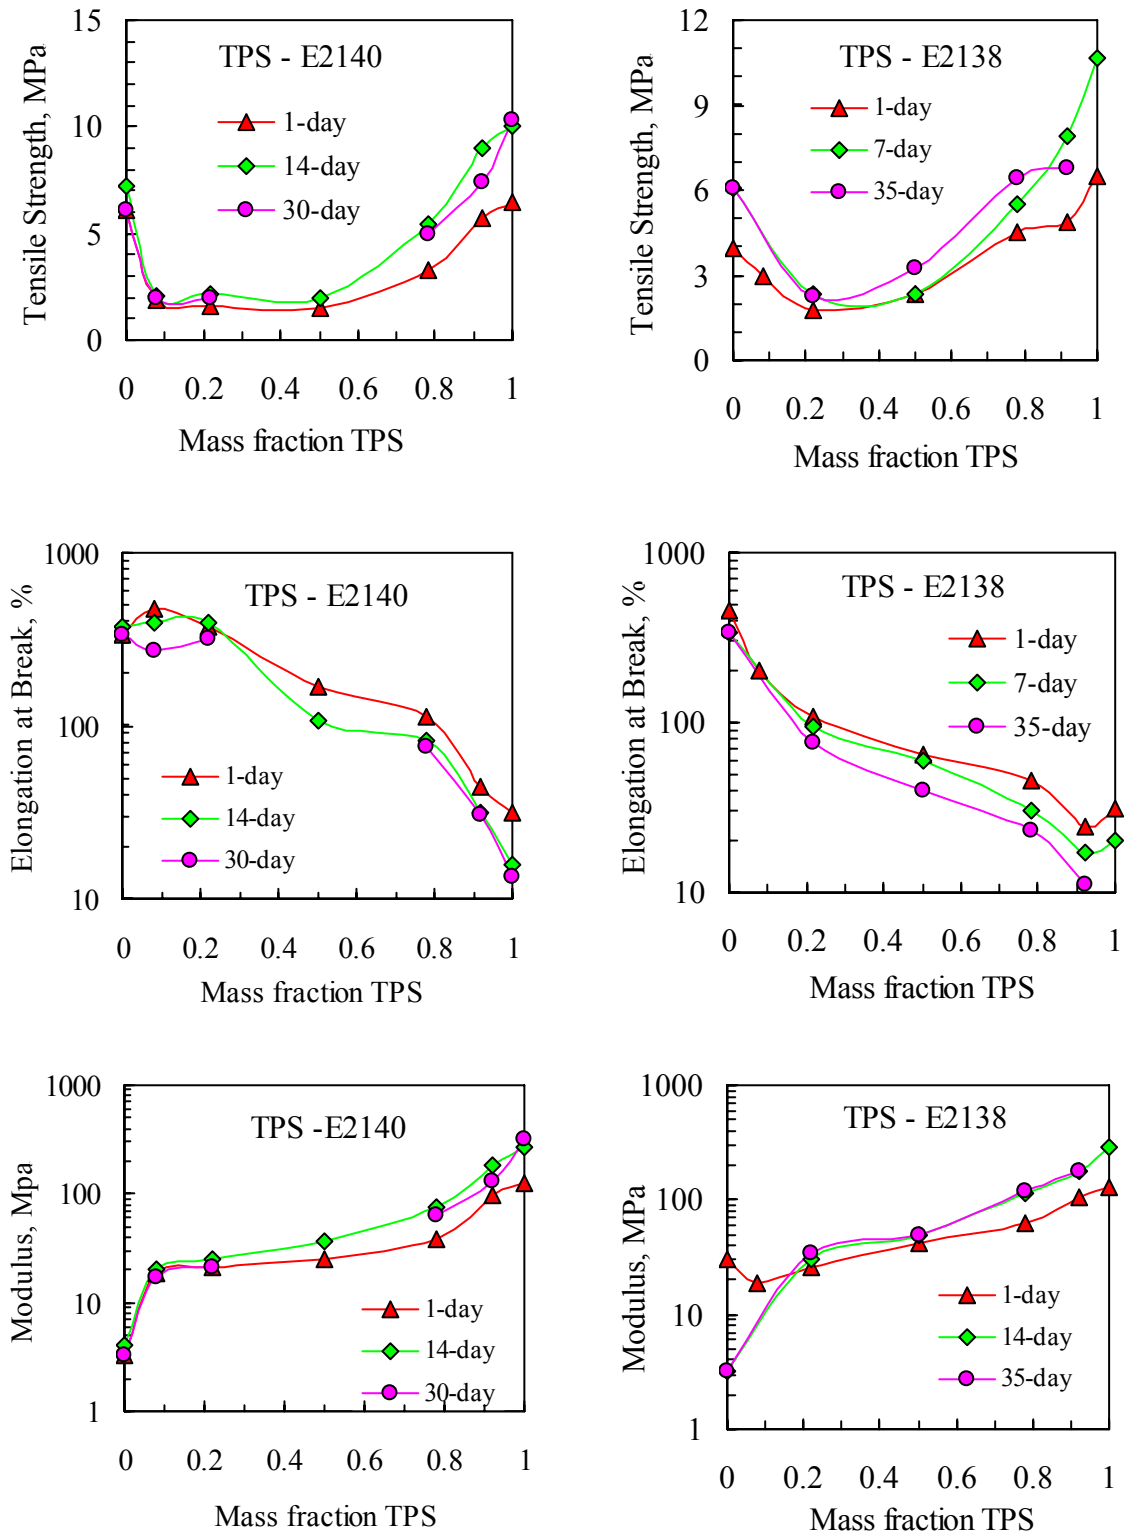 TPS - E2140
Tensile Strength, MPa
15
10
5
0
1-day
14-day
30-day
0 0.2 0.4 0.6 0.8 1
Mass fraction TPS
TPS - E2138
Tensile Strength, MPa
12
9
6
3
0
1-day
7-day
35-day
0 0.2 0.4 0.6 0.8 1
Mass fraction TPS
TPS - E2140
Elongation at Break, %
1000
100
10
1-day
14-day
30-day
0 0.2 0.4 0.6 0.8 1
Mass fraction TPS
TPS - E2138
Elongation at Break, %
1000
100
10
1-day
7-day
35-day
0 0.2 0.4 0.6 0.8 1
Mass fraction TPS
TPS -E2140
Modulus, Mpa
1000
100
10
1
1-day
14-day
30-day
0 0.2 0.4 0.6 0.8 1
Mass fraction TPS
TPS - E2138
Modulus, MPa
1000
100
10
1
1-day
14-day
35-day
0 0.2 0.4 0.6 0.8 1
Mass fraction TPS